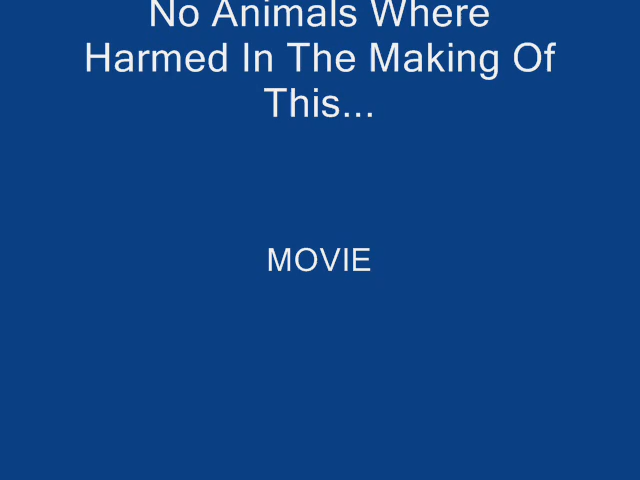 No Animals Where
Harmed In The Making Of
This...
MOVIE